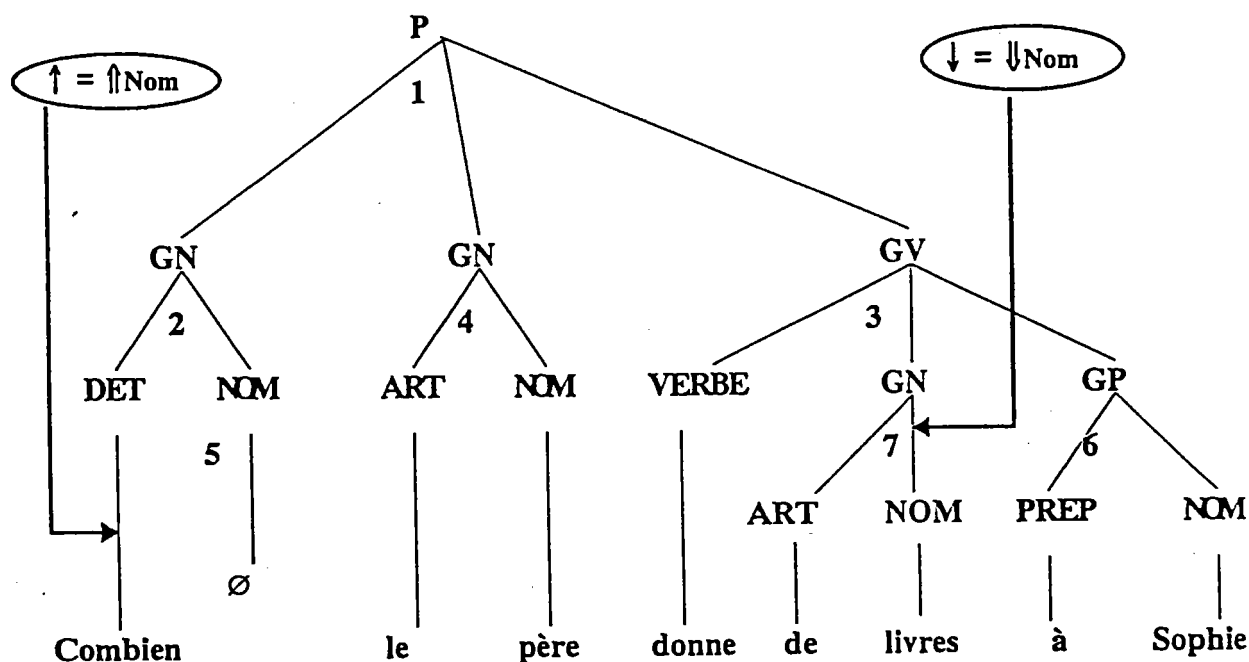 P
↑ = ⇑Nom
↓ = ⇓Nom
1
GN GN GV
2 4 3
DET NOM ART NOM VERBE GN GP
5 7 6
ART NOM PREP NOM
∅
Combien le père donne de livres à Sophie